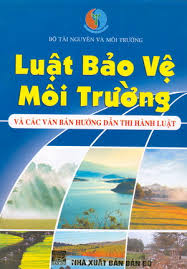 BỘ TÀI NGUYÊN VÀ MÔI TRƯỜNG
Luật Bảo Vệ
Môi Trường
VÀ CÁC VĂN BẢN HƯỚNG DẪN THI HÀNH LUẬT
NHÀ XUẤT BẢN BẢN ĐỒ